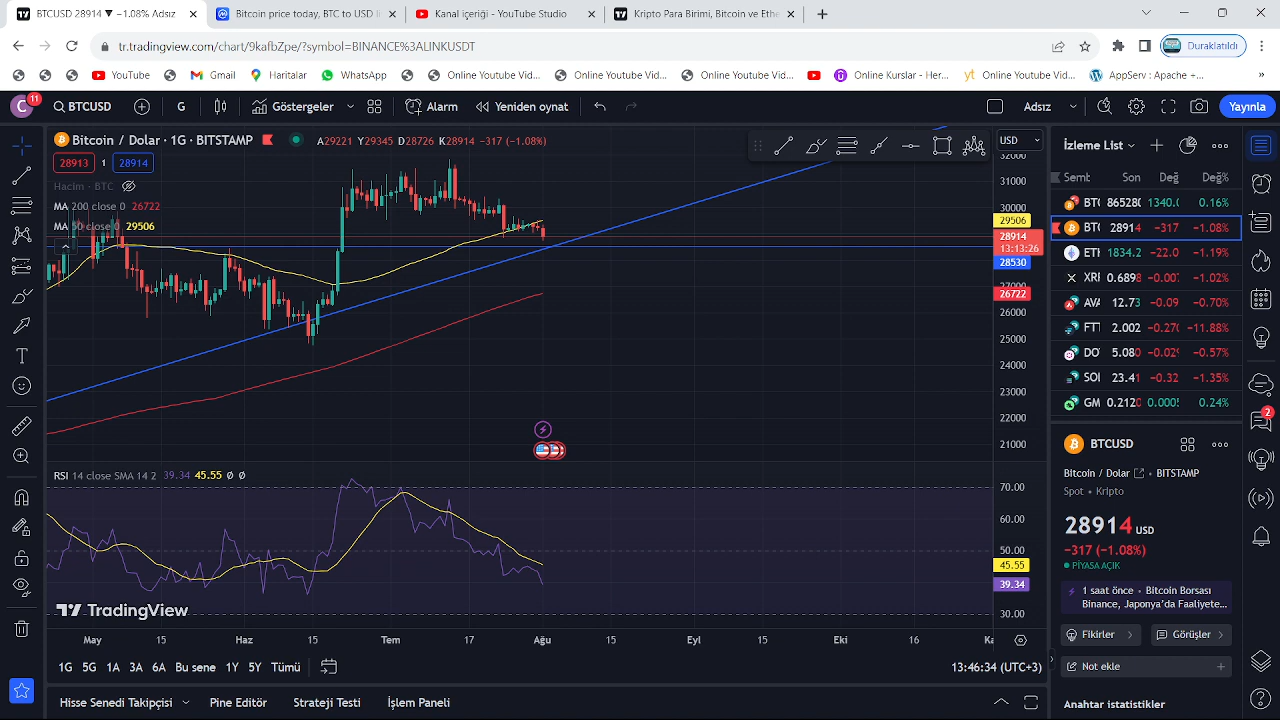 BTCUSD 28914 ▼ −1.08% Adsız
Bitcoin price today, BTC to USD li
Kanal içeriği - YouTube Studio
Kripto Para Birimi, Bitcoin ve Ethe
tr.tradingview.com/chart/9kafbZpe/?symbol=BINANCE%3ALINKUSDT
Duraklatıldı
YouTube
Gmail
Haritalar
WhatsApp
Online Youtube Vid...
Online Youtube Vid...
Online Youtube Vid...
Online Kurslar - Her...
yt Online Youtube Vid...
AppServ : Apache +...
»
C 11
BTCUSD
G
Göstergeler
Alarm
Yeniden oynat
Adsız
Yayınla
Bitcoin / Dolar · 1G · BITSTAMP
A29221 Y29345 D28726 K28914 −317 (−1.08%)
28913 1 28914
Hacim · BTC
MA 200 close 0 26722
MA 50 close 0 29506
USD
32000
31000
30000
29506
28914
13:13:26
28530
27000
26722
26000
25000
24000
23000
22000
21000
RSI 14 close SMA 14 2 39.34 45.55 Ø Ø
70.00
60.00
50.00
45.55
39.34
30.00
TradingView
May 15 Haz 15 Tem 17 Ağu 15 Eyl 15 Eki 16 Ka
1G 5G 1A 3A 6A Bu sene 1Y 5Y Tümü
13:46:34 (UTC+3)
Hisse Senedi Takipçisi
Pine Editör
Strateji Testi
İşlem Paneli
İzleme List
Semt Son Değ Değ%
BTC 865280 1340.0 0.16%
BTC 28914 −317 −1.08%
ETH 1834.2 −22.0 −1.19%
XRI 0.6898 −0.007 −1.02%
AVA 12.73 −0.09 −0.70%
FTT 2.002 −0.270 −11.88%
DO 5.080 −0.029 −0.57%
SOL 23.41 −0.32 −1.35%
GM 0.2120 0.0005 0.24%
BTCUSD
Bitcoin / Dolar • BITSTAMP
Spot • Kripto
28914 USD
−317 (−1.08%)
PİYASA AÇIK
1 saat önce • Bitcoin Borsası
Binance, Japonya’da Faaliyete...
Fikirler
Görüşler
Not ekle
Anahtar istatistikler
2